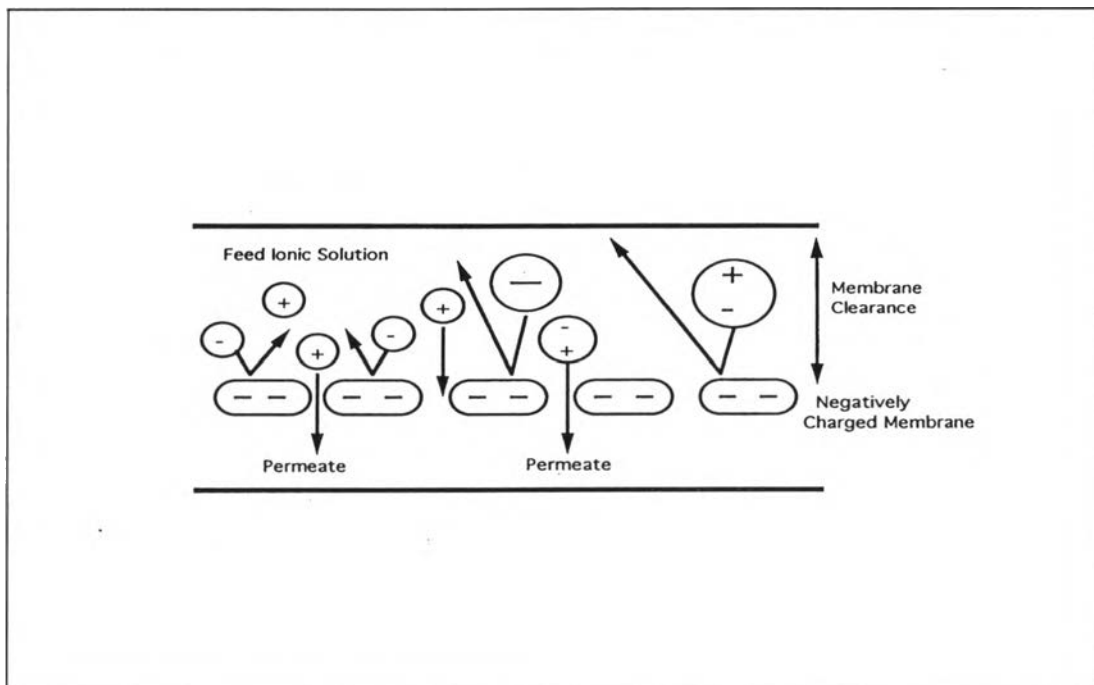 Feed Ionic Solution
+
-
+
-
+
—
-
+
+
-
Membrane
Clearance
— —
— —
— —
— —
— —
Negatively
Charged Membrane
Permeate
Permeate